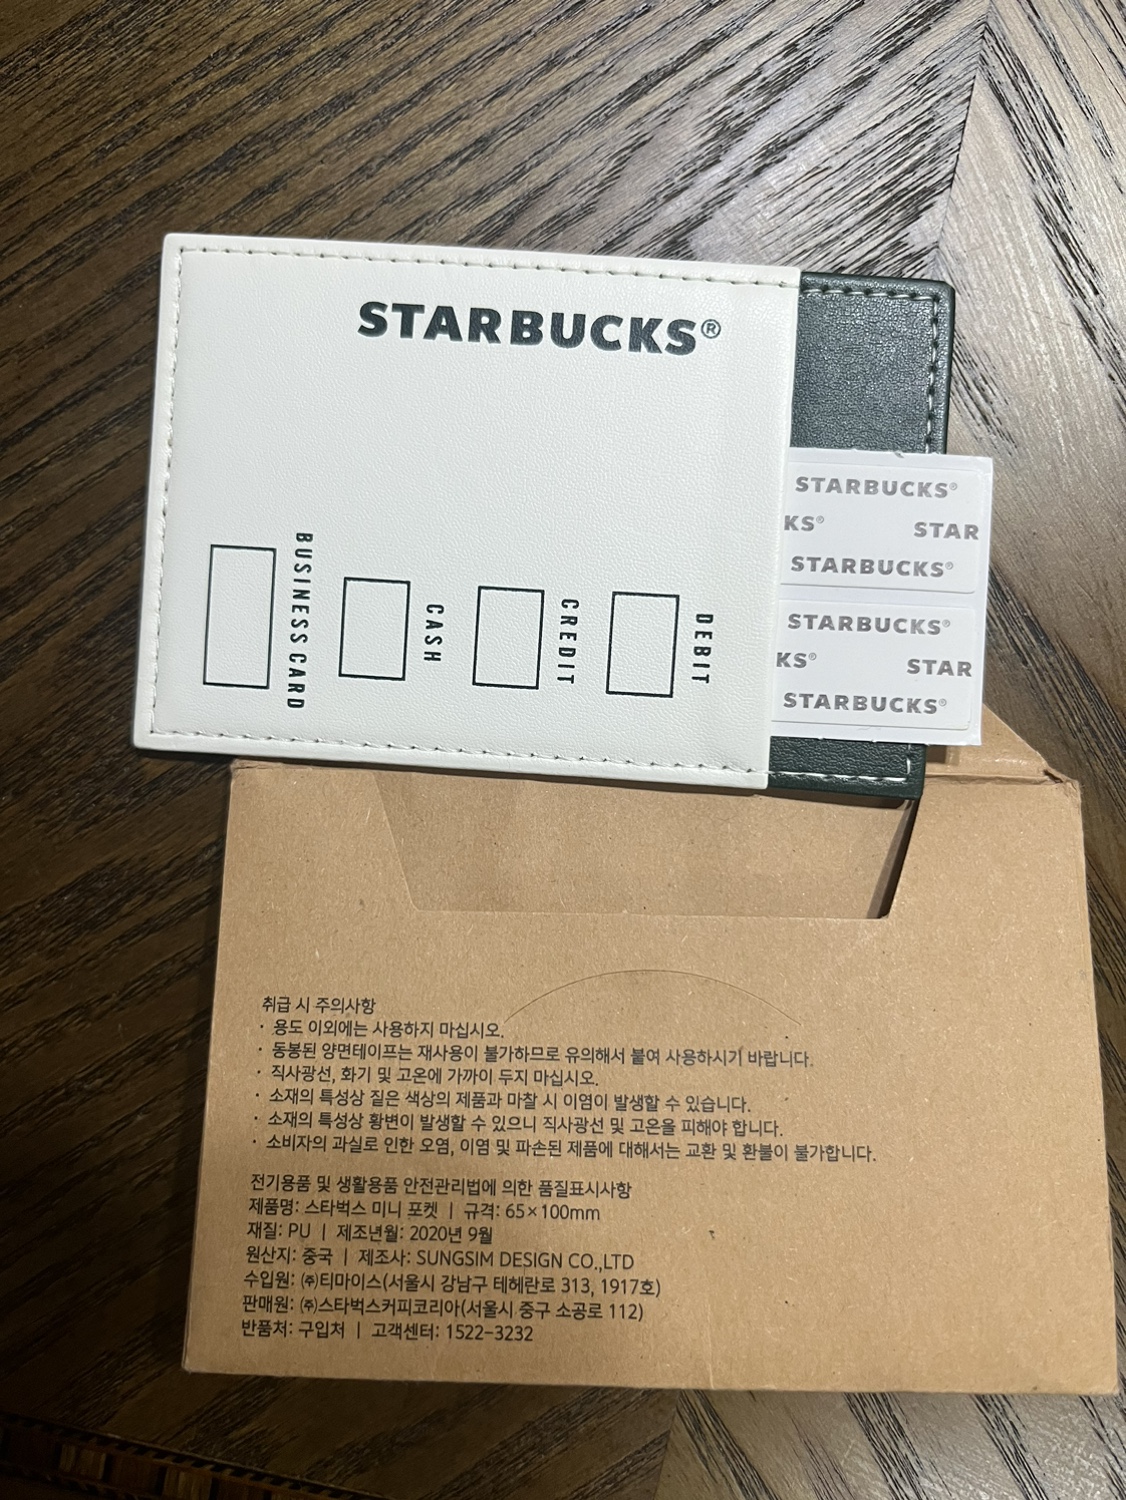 STARBUCKS®
BUSINESS CARD
CASH
CREDIT
DEBIT
STARBUCKS®
KS® STAR
STARBUCKS®
STARBUCKS®
KS® STAR
STARBUCKS®
취급 시 주의사항
· 용도 이외에는 사용하지 마십시오.
· 동봉된 양면테이프는 재사용이 불가하므로 유의해서 붙여 사용하시기 바랍니다.
· 직사광선, 화기 및 고온에 가까이 두지 마십시오.
· 소재의 특성상 짙은 색상의 제품과 마찰 시 이염이 발생할 수 있습니다.
· 소재의 특성상 황변이 발생할 수 있으니 직사광선 및 고온을 피해야 합니다.
· 소비자의 과실로 인한 오염, 이염 및 파손된 제품에 대해서는 교환 및 환불이 불가합니다.
전기용품 및 생활용품 안전관리법에 의한 품질표시사항
제품명: 스타벅스 미니 포켓 | 규격: 65×100mm
재질: PU | 제조년월: 2020년 9월
원산지: 중국 | 제조사: SUNGSIM DESIGN CO.,LTD
수입원: ㈜티마이스(서울시 강남구 테헤란로 313, 1917호)
판매원: ㈜스타벅스커피코리아(서울시 중구 소공로 112)
반품처: 구입처 | 고객센터: 1522-3232